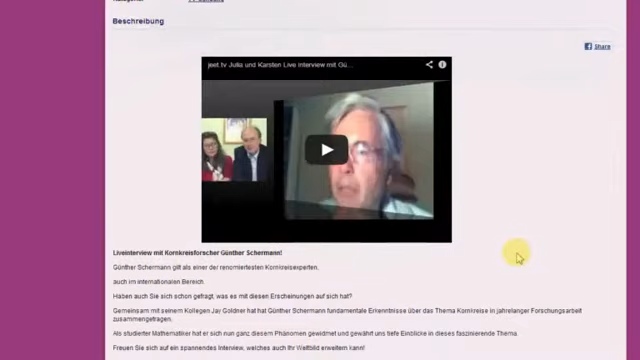 Beschreibung
Share
jeet.tv Julia und Karsten Live Interview mit Gü...
Liveinterview mit Kornkreisforscher Günther Schermann!
Günther Schermann gilt als einer der renomiertesten Kornkreisexperten,
auch im internationalen Bereich.
Haben auch Sie sich schon gefragt, was es mit diesen Erscheinungen auf sich hat?
Gemeinsam mit seinem Kollegen Jay Goldner hat hat Günther Schermann fundamentale Erkenntnisse über das Thema Kornkreise in jahrelanger Forschungsarbeit
zusammengetragen.
Als studierter Mathematiker hat er sich nun ganz diesem Phänomen gewidmet und gewährt uns tiefe Einblicke in dieses faszinierende Thema.
Freuen Sie sich auf ein spannendes Interview, welches auch Ihr Weltbild erweitern kann!